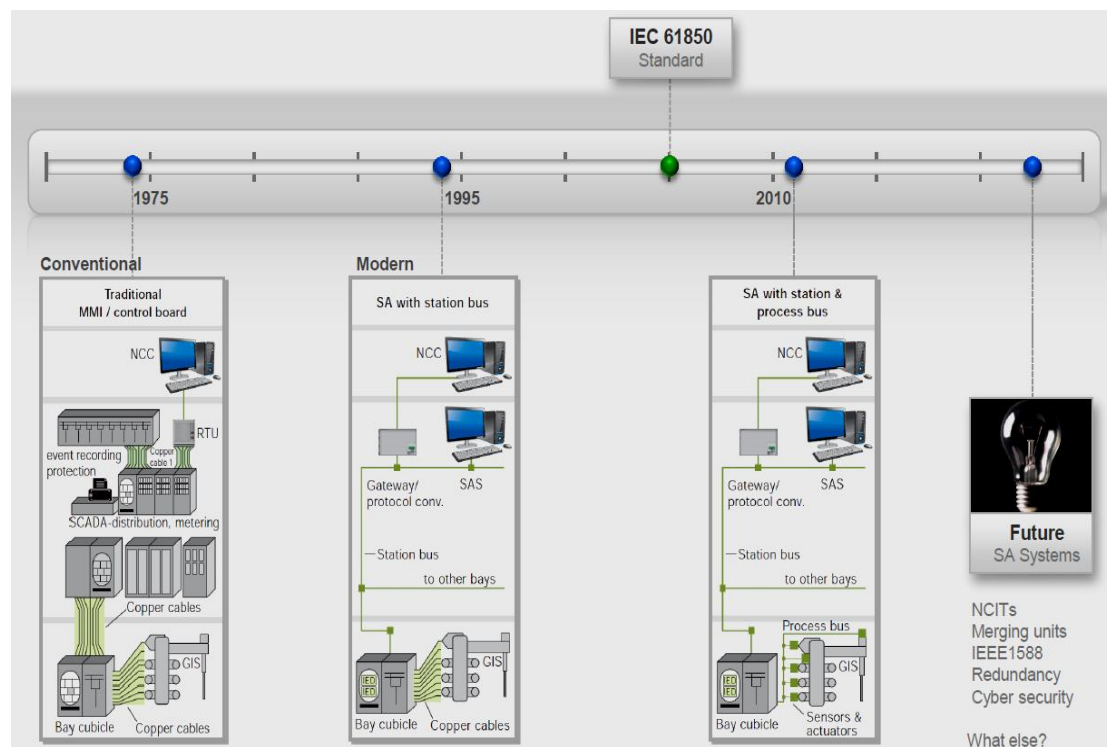 IEC 61850
Standard
1975
1995
2010
Conventional
Traditional
MMI / control board
NCC
RTU
event recording
protection
Copper
cable 1
SCADA-distribution, metering
Copper cables
GIS
Bay cubicle
Copper cables
Modern
SA with station bus
NCC
Gateway/
protocol conv.
SAS
Station bus
to other bays
IED
IED
GIS
Bay cubicle
Copper cables
SA with station &
process bus
NCC
Gateway/
protocol conv.
SAS
Station bus
to other bays
Process bus
IED
IED
GIS
Bay cubicle
Sensors &
actuators
Future
SA Systems
NCITs
Merging units
IEEE1588
Redundancy
Cyber security
What else?